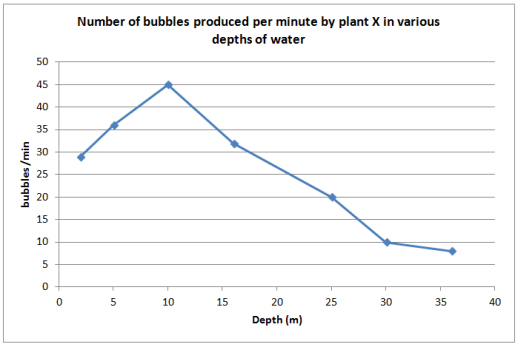 Number of bubbles produced per minute by plant X in various
depths of water
50
45
40
35
30
25
20
15
10
5
0
bubbles /min
0 5 10 15 20 25 30 35 40
Depth (m)